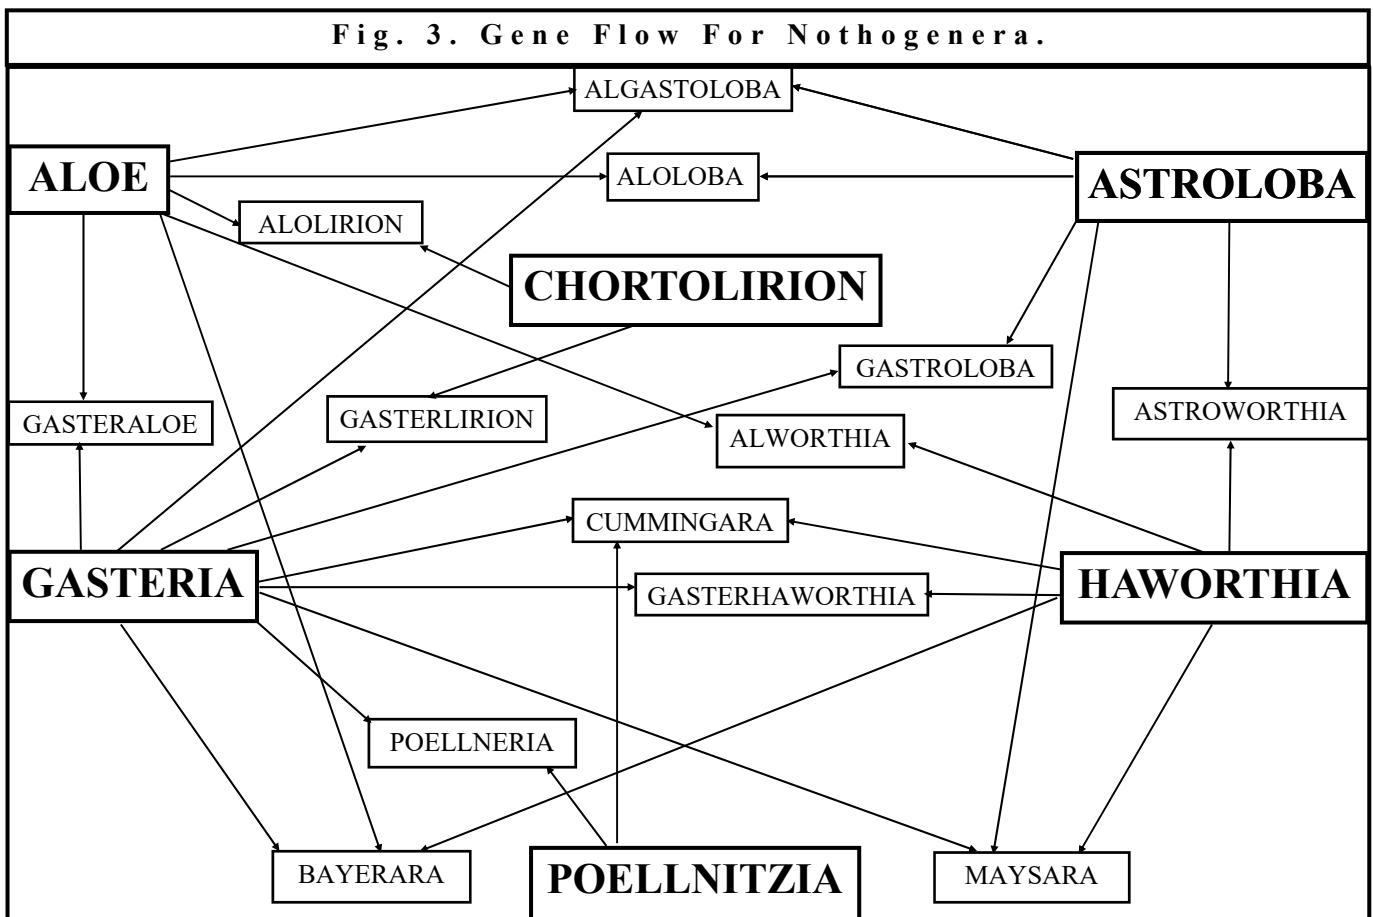 Fig. 3. Gene Flow For Nothogenera.
ALGASTOLOBA
ALOE
ALOLOBA
ASTROLOBA
ALOLIRION
CHORTOLIRION
GASTROLOBA
GASTERALOE
GASTERLIRION
ALWORTHIA
ASTROWORTHIA
CUMMINGARA
GASTERIA
GASTERHAWORTHIA
HAWORTHIA
POELLNERIA
BAYERARA
POELLNITZIA
MAYSARA